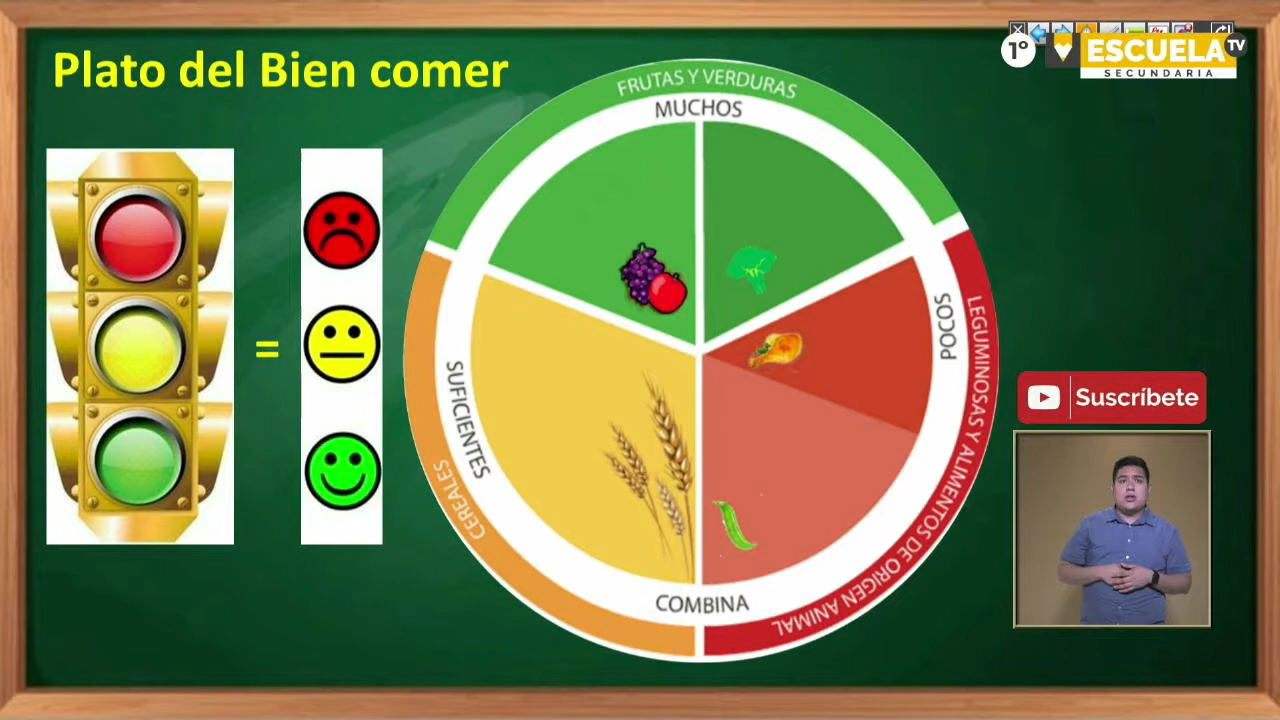 Plato del Bien comer
1°
ESCUELA TV
SECUNDARIA
FRUTAS Y VERDURAS
MUCHOS
POCOS
LEGUMINOSAS Y ALIMENTOS DE ORIGEN ANIMAL
SUFICIENTES
CEREALES
COMBINA
=
Suscríbete